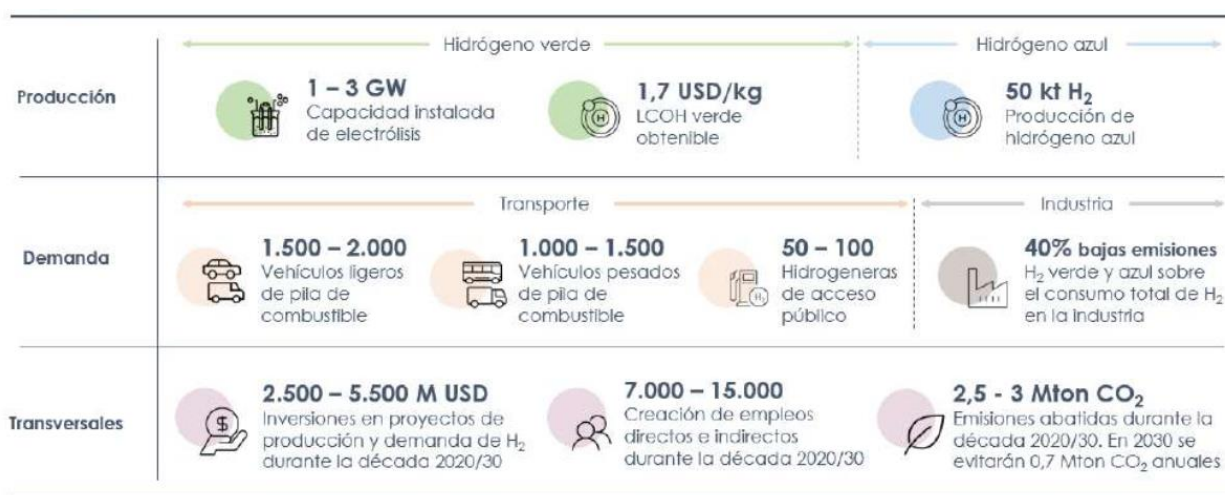 Hidrógeno verde
Hidrógeno azul
Producción
1 – 3 GW
Capacidad instalada
de electrólisis
1,7 USD/kg
LCOH verde
obtenible
H
50 kt H₂
Producción de
hidrógeno azul
H
Transporte
Industria
Demanda
1.500 – 2.000
Vehículos ligeros
de pila de
combustible
1.000 – 1.500
Vehículos pesados
de pila de
combustible
50 – 100
Hidrogeneras
de acceso
público
H₂
40% bajas emisiones
H₂ verde y azul sobre
el consumo total de H₂
en la industria
Transversales
2.500 – 5.500 M USD
Inversiones en proyectos de
producción y demanda de H₂
durante la década 2020/30
$
7.000 – 15.000
Creación de empleos
directos e indirectos
durante la década 2020/30
2,5 - 3 Mton CO₂
Emisiones abatidas durante la
década 2020/30. En 2030 se
evitarán 0,7 Mton CO₂ anuales